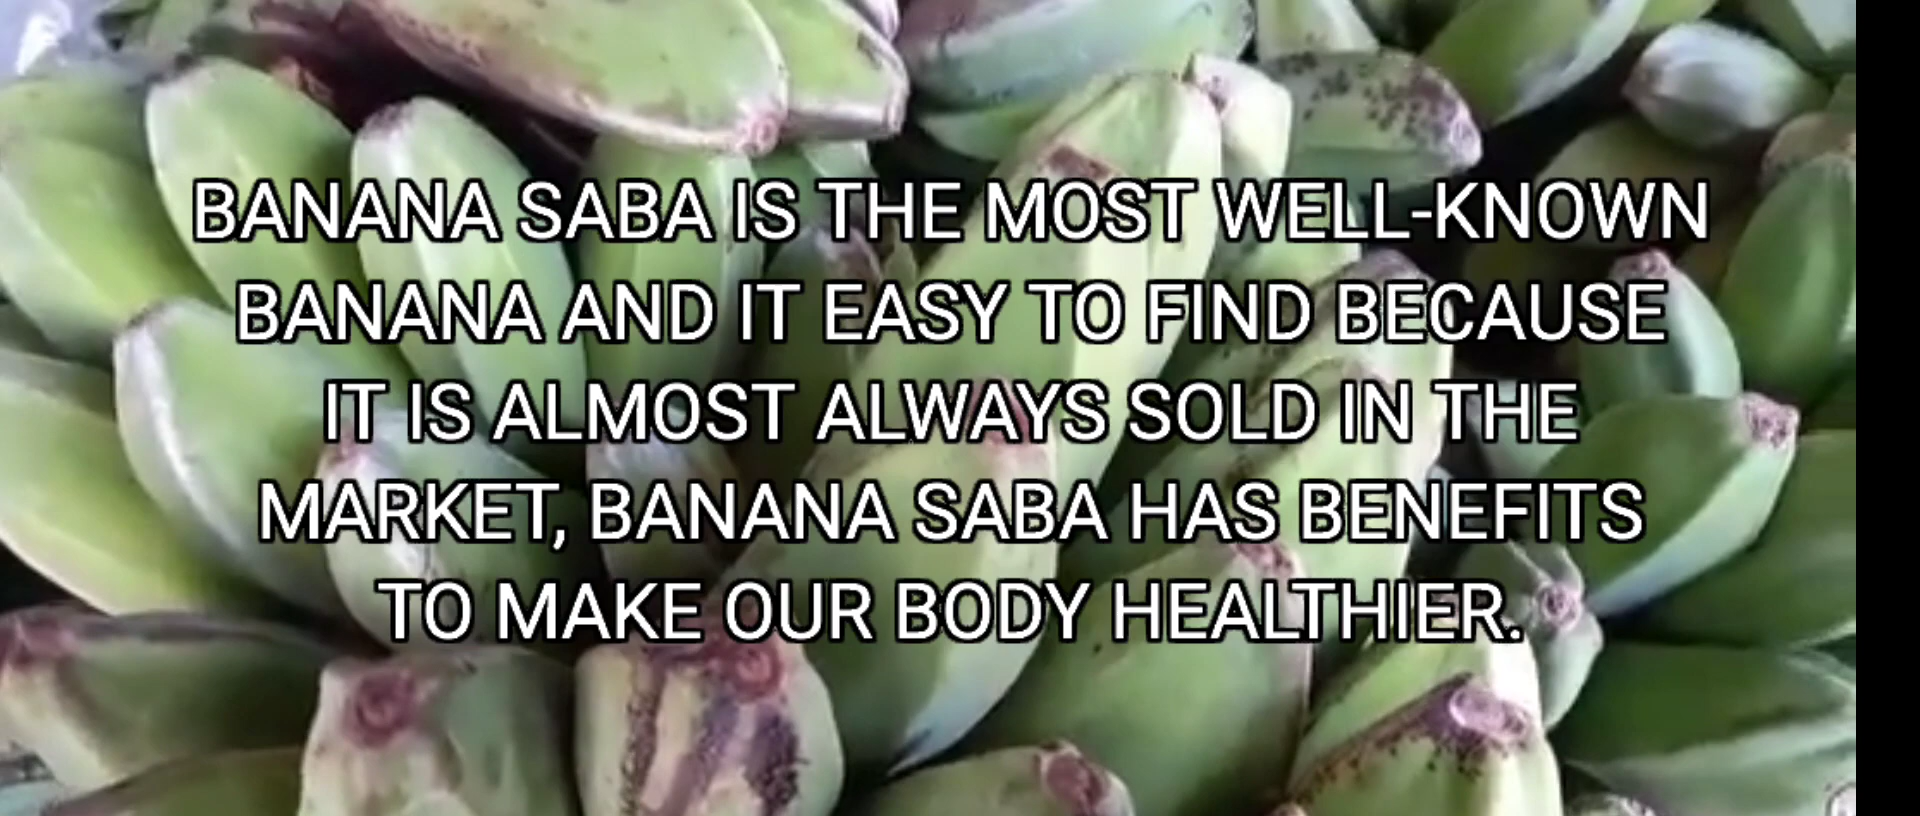 BANANA SABA IS THE MOST WELL-KNOWN
BANANA AND IT EASY TO FIND BECAUSE
IT IS ALMOST ALWAYS SOLD IN THE
MARKET, BANANA SABA HAS BENEFITS
TO MAKE OUR BODY HEALTHIER.